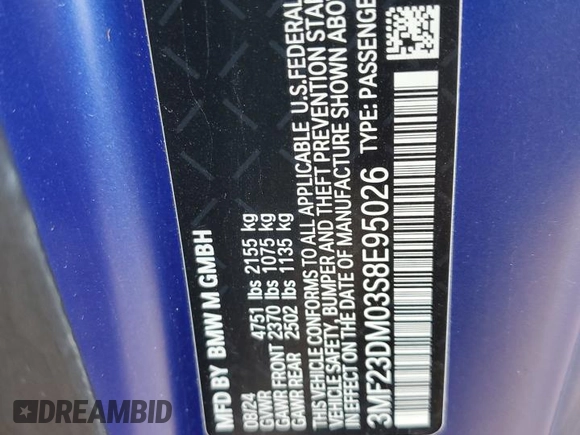 MFD BY BMW M GMBH
08/24
GVWR 4751 lbs 2155 kg
GAWR FRONT 2370 lbs 1075 kg
GAWR REAR 2502 lbs 1135 kg
THIS VEHICLE CONFORMS TO ALL APPLICABLE U.S.FEDERAL
VEHICLE SAFETY, BUMPER AND THEFT PREVENTION
IN EFFECT ON THE DATE OF MANUFACTURE SHOWN
3MF23DM03S8E95026 TYPE:
DREAMBID
dreambid.com